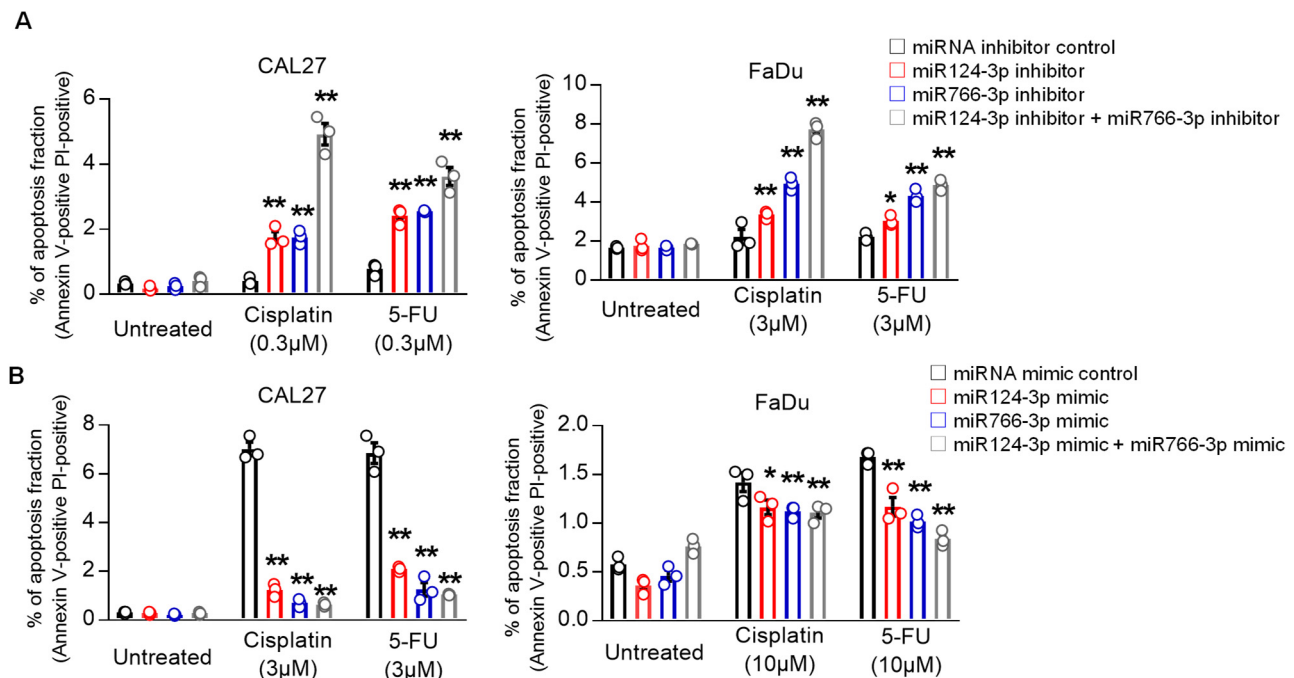 A
CAL27
% of apoptosis fraction
(Annexin V-positive PI-positive)
6
4
2
0
**
**
**
**
**
**
Untreated
Cisplatin
(0.3µM)
5-FU
(0.3µM)
FaDu
% of apoptosis fraction
(Annexin V-positive PI-positive)
10
8
6
4
2
0
**
**
**
*
**
**
Untreated
Cisplatin
(3µM)
5-FU
(3µM)
miRNA inhibitor control
miR124-3p inhibitor
miR766-3p inhibitor
miR124-3p inhibitor + miR766-3p inhibitor
B
CAL27
% of apoptosis fraction
(Annexin V-positive PI-positive)
8
6
4
2
0
**
**
**
**
**
**
Untreated
Cisplatin
(3µM)
5-FU
(3µM)
FaDu
% of apoptosis fraction
(Annexin V-positive PI-positive)
2.0
1.5
1.0
0.5
0.0
*
**
**
**
**
**
Untreated
Cisplatin
(10µM)
5-FU
(10µM)
miRNA mimic control
miR124-3p mimic
miR766-3p mimic
miR124-3p mimic + miR766-3p mimic